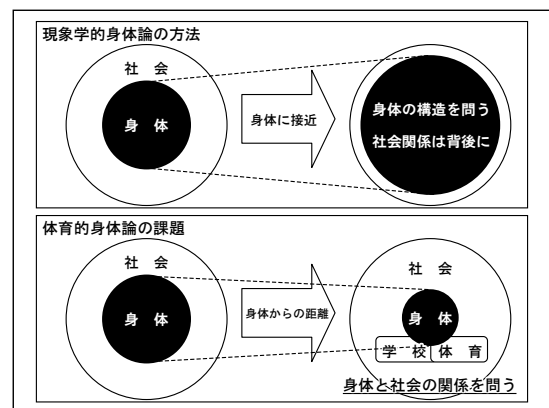 現象学的身体論の方法
社　会
身　体
身体に接近
身体の構造を問う
社会関係は背後に
体育的身体論の課題
社　会
身　体
身体からの距離
社　会
身　体
学　校
体　育
身体と社会の関係を問う